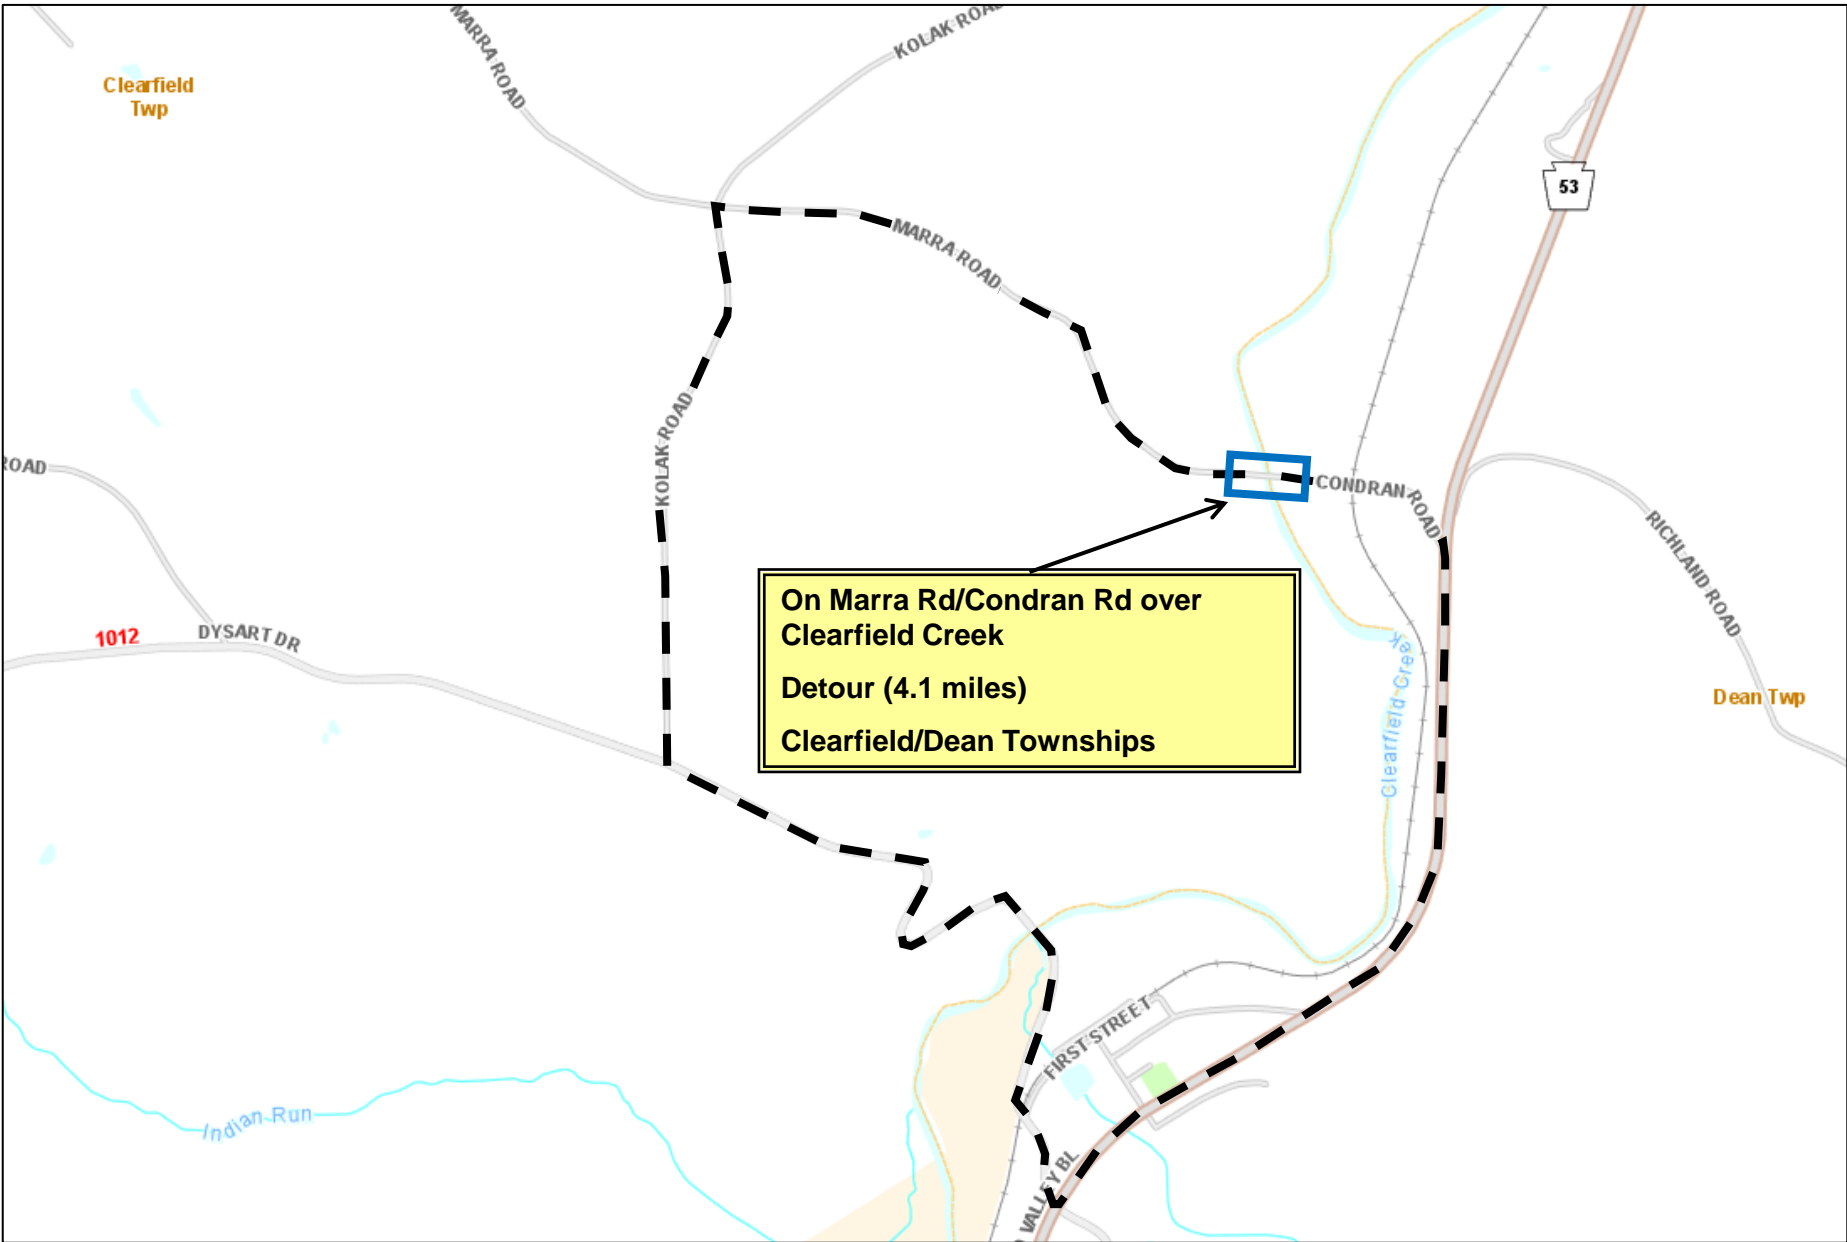 MARRA ROAD
KOLAK ROAD
Clearfield
Twp
53
MARRA ROAD
KOLAK ROAD
ROAD
CONDRAN ROAD
RICHLAND ROAD
On Marra Rd/Condran Rd over
Clearfield Creek
Detour (4.1 miles)
Clearfield/Dean Townships
1012
DYSART DR
Clearfield Creek
Dean Twp
FIRST STREET
Indian Run
VALLEY BL